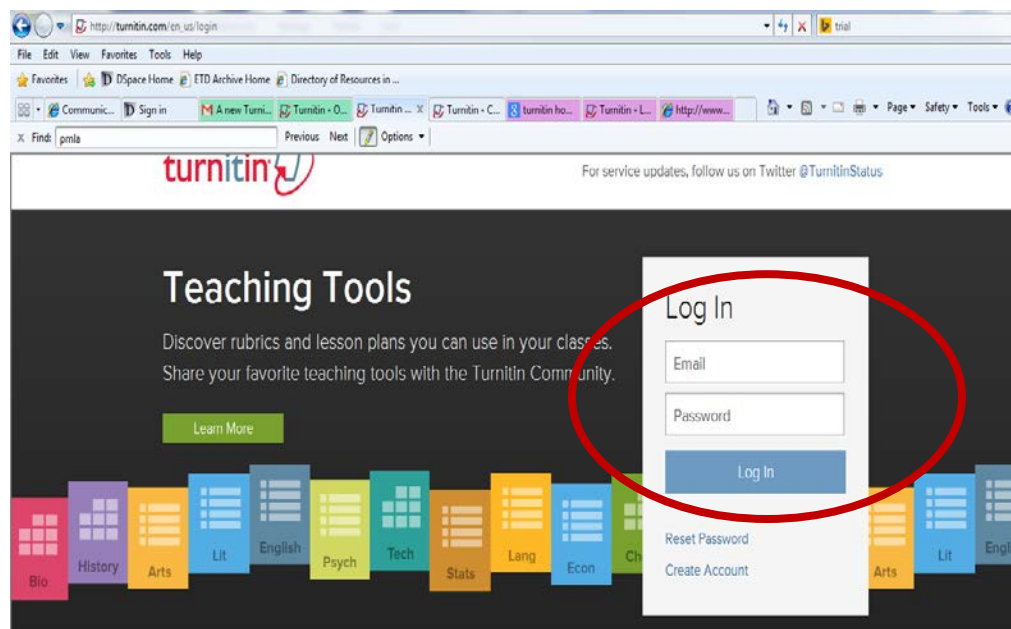 http://turnitin.com/en_us/login
trial
File Edit View Favorites Tools Help
Favorites DSpace Home ETD Archive Home Directory of Resources in ...
Communic... Sign in A new Turni... Turnitin - O... Turnitin ... X Turnitin - C... turnitin ho... Turnitin - L... http://www... Page Safety Tools
X Find: pmla Previous Next Options
turnitin
For service updates, follow us on Twitter @TurnitinStatus
Teaching Tools
Discover rubrics and lesson plans you can use in your classes.
Share your favorite teaching tools with the Turnitin Community.
Learn More
Log In
Email
Password
Log In
Reset Password
Create Account
Bio History Arts Lit English Psych Tech Stats Lang Econ Ch Arts Lit Engli